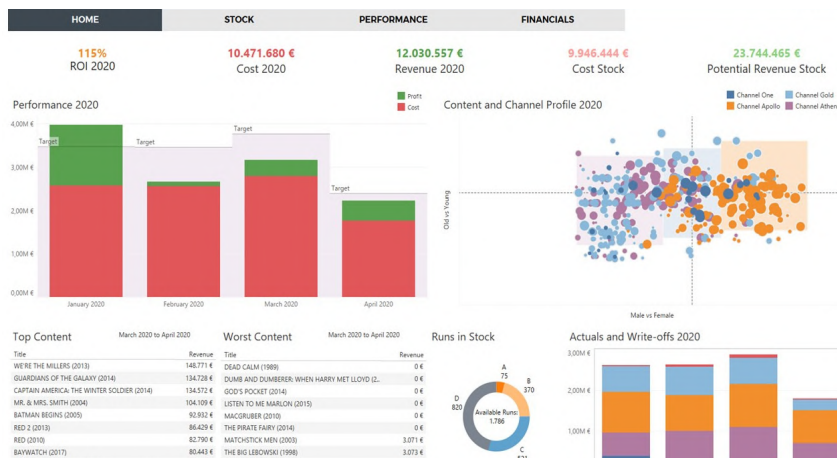 HOME STOCK PERFORMANCE FINANCIALS
115% 10.471.680 € 12.030.557 € 9.946.444 € 23.744.465 €
ROI 2020 Cost 2020 Revenue 2020 Cost Stock Potential Revenue Stock
Performance 2020
Profit
Cost
4,00M €
3,00M €
2,00M €
1,00M €
0,00M €
Target
Target
Target
Target
January 2020 February 2020 March 2020 April 2020
Content and Channel Profile 2020
Channel One Channel Gold
Channel Apollo Channel Athen
Old vs Young
Male vs Female
Top Content March 2020 to April 2020
Title Revenue
WE'RE THE MILLERS (2013) 148.771 €
GUARDIANS OF THE GALAXY (2014) 134.728 €
CAPTAIN AMERICA: THE WINTER SOLDIER (2014) 134.572 €
MR. & MRS. SMITH (2004) 104.109 €
BATMAN BEGINS (2005) 92.932 €
RED 2 (2013) 86.429 €
RED (2010) 82.790 €
BAYWATCH (2017) 80.443 €
Worst Content March 2020 to April 2020
Title Revenue
DEAD CALM (1989) 0 €
DUMB AND DUMBERER: WHEN HARRY MET LLOYD (2.. 0 €
GOD'S POCKET (2014) 0 €
LISTEN TO ME MARLON (2015) 0 €
MACGRUBER (2010) 0 €
THE PIRATE FAIRY (2014) 0 €
MATCHSTICK MEN (2003) 3.071 €
THE BIG LEBOWSKI (1998) 3.073 €
Runs in Stock
A
75
B
370
D
820
Available Runs:
1.786
C
Actuals and Write-offs 2020
3,00M €
2,00M €
1,00M €